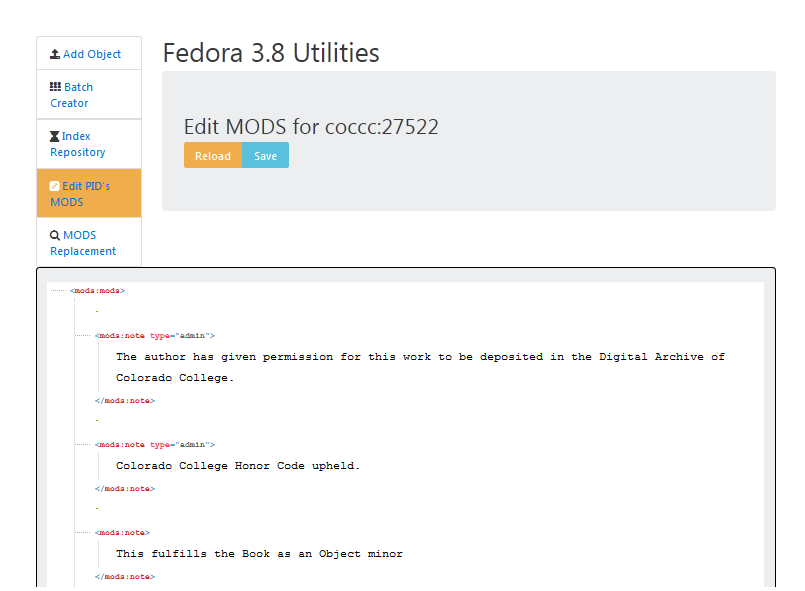 Add Object
Batch
Creator
Index
Repository
Edit PID's
MODS
MODS
Replacement
Fedora 3.8 Utilities
Edit MODS for coccc:27522
Reload Save
<mods:mods>
-
<mods:note type="admin">
The author has given permission for this work to be deposited in the Digital Archive of
Colorado College.
</mods:note>
-
<mods:note type="admin">
Colorado College Honor Code upheld.
</mods:note>
-
<mods:note>
This fulfills the Book as an Object minor
</mods:note>